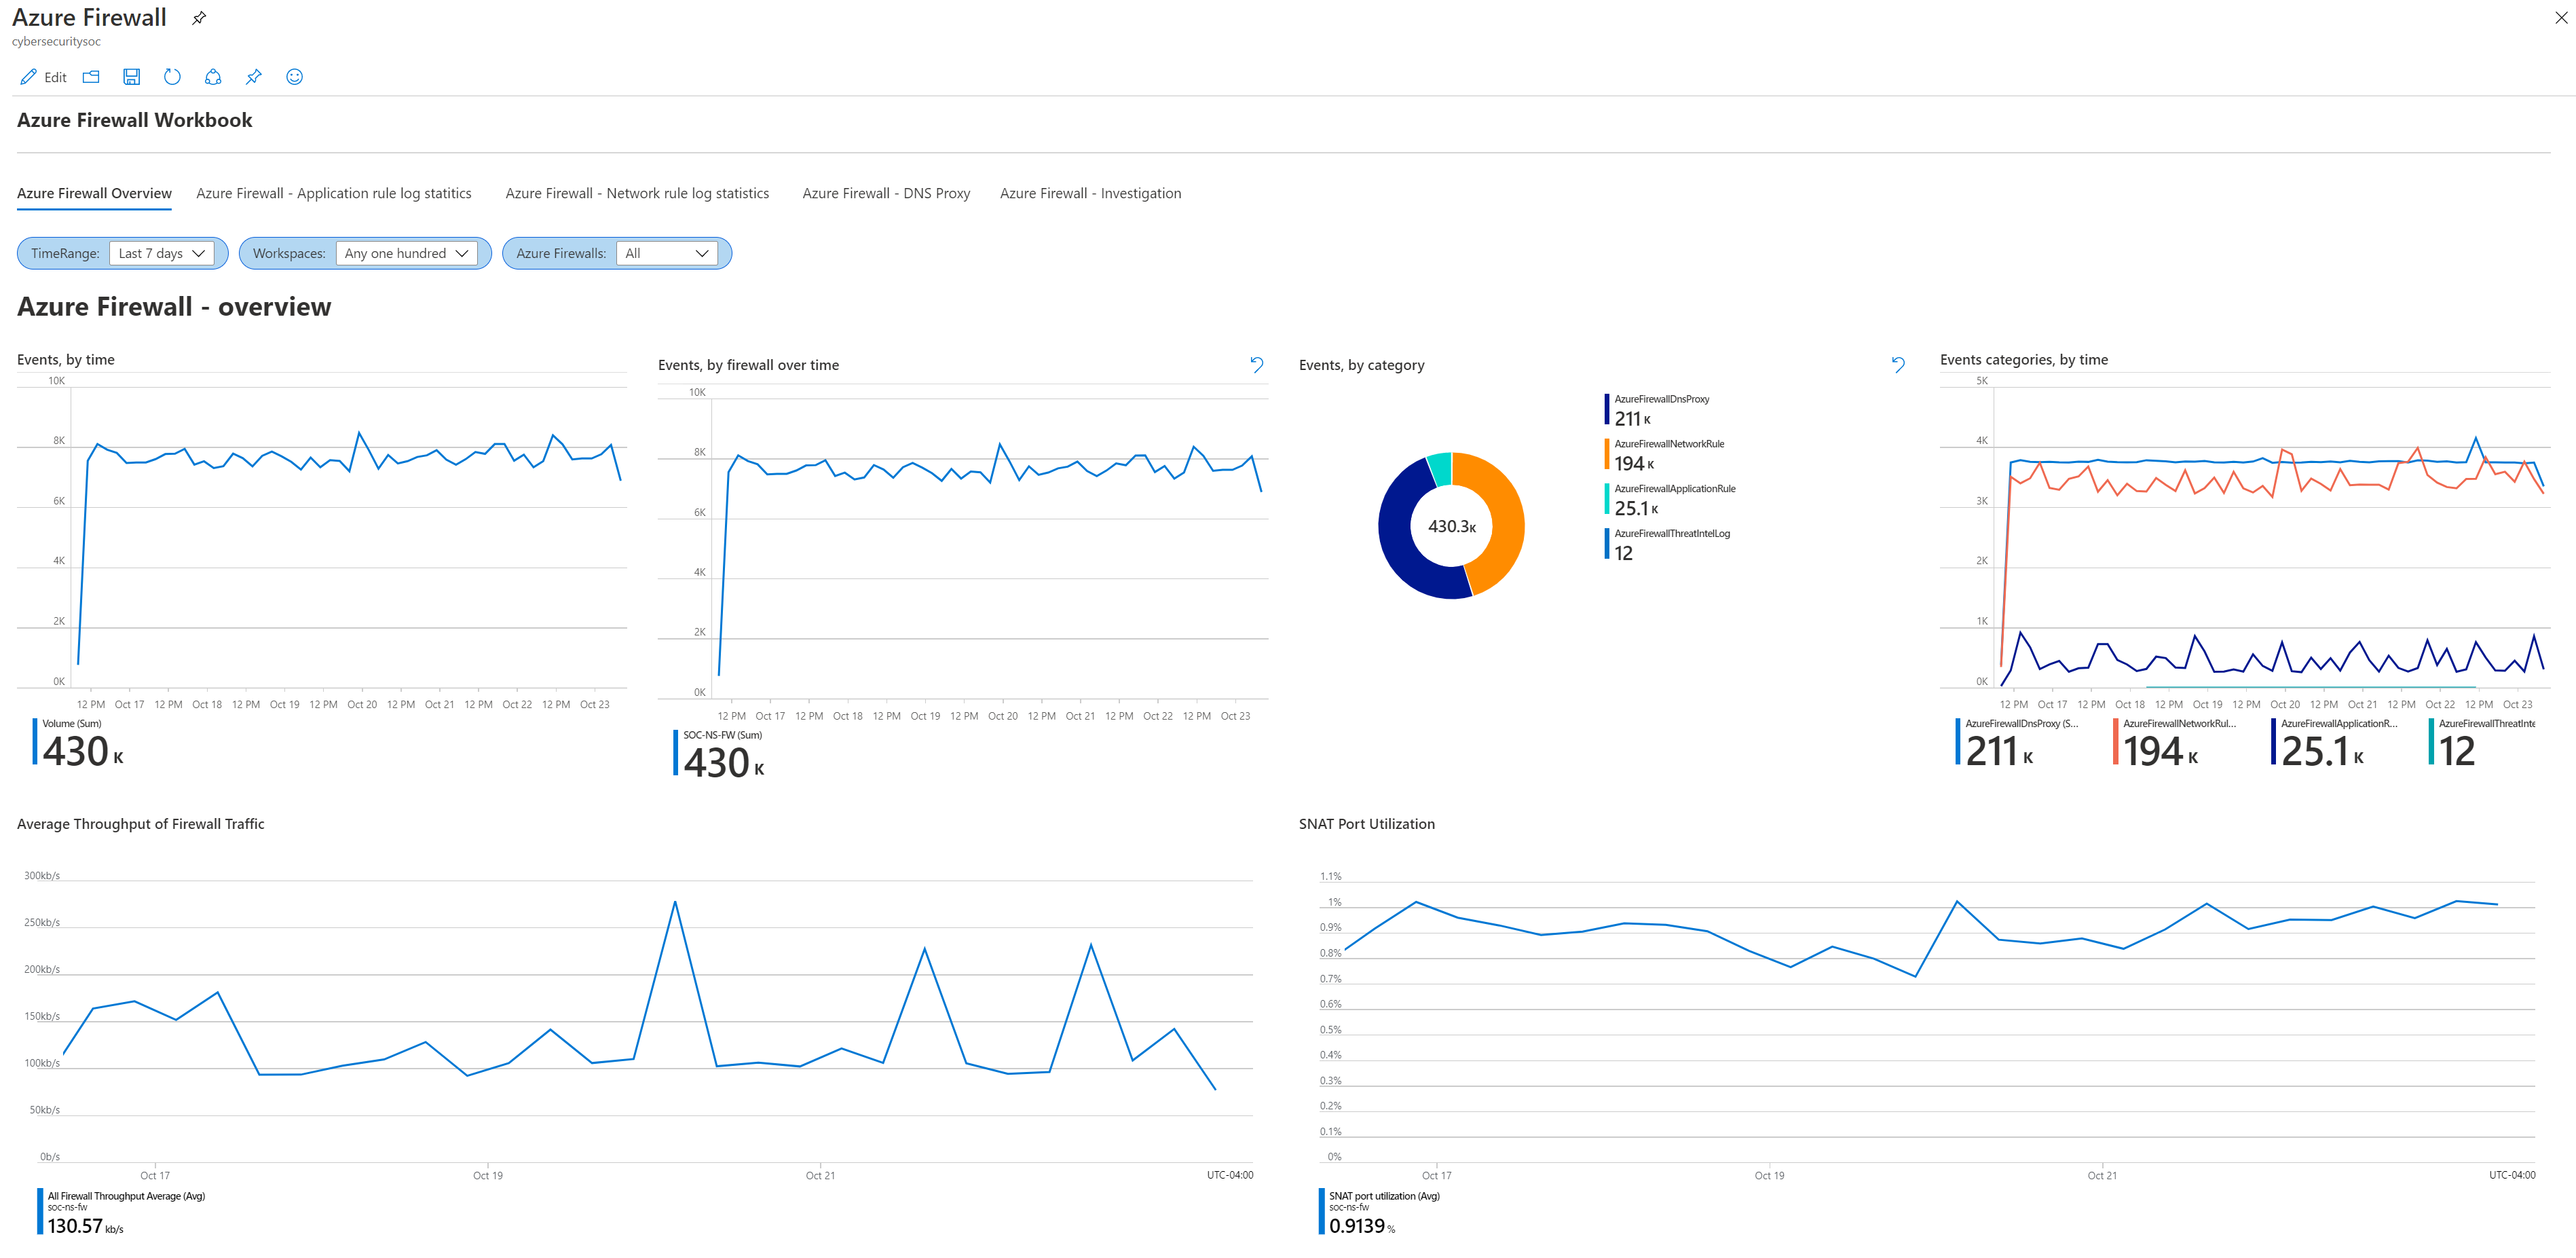 Azure Firewall
cybersecuritysoc
Edit
Azure Firewall Workbook
Azure Firewall Overview
Azure Firewall - Application rule log statitics
Azure Firewall - Network rule log statistics
Azure Firewall - DNS Proxy
Azure Firewall - Investigation
TimeRange: Last 7 days
Workspaces: Any one hundred
Azure Firewalls: All
Azure Firewall - overview
Events, by time
10K
8K
6K
4K
2K
0K
12 PM Oct 17 12 PM Oct 18 12 PM Oct 19 12 PM Oct 20 12 PM Oct 21 12 PM Oct 22 12 PM Oct 23
Volume (Sum)
430 K
Events, by firewall over time
10K
8K
6K
4K
2K
0K
12 PM Oct 17 12 PM Oct 18 12 PM Oct 19 12 PM Oct 20 12 PM Oct 21 12 PM Oct 22 12 PM Oct 23
SOC-NS-FW (Sum)
430 K
Events, by category
430.3K
AzureFirewallDnsProxy
211 K
AzureFirewallNetworkRule
194 K
AzureFirewallApplicationRule
25.1 K
AzureFirewallThreatIntelLog
12
Events categories, by time
5K
4K
3K
2K
1K
0K
12 PM Oct 17 12 PM Oct 18 12 PM Oct 19 12 PM Oct 20 12 PM Oct 21 12 PM Oct 22 12 PM Oct 23
AzureFirewallDnsProxy (S...
211 K
AzureFirewallNetworkRul...
194 K
AzureFirewallApplicationR...
25.1 K
AzureFirewallThreatInte
12
Average Throughput of Firewall Traffic
300kb/s
250kb/s
200kb/s
150kb/s
100kb/s
50kb/s
0b/s
Oct 17 Oct 19 Oct 21 UTC-04:00
All Firewall Throughput Average (Avg)
soc-ns-fw
130.57 kb/s
SNAT Port Utilization
1.1%
1%
0.9%
0.8%
0.7%
0.6%
0.5%
0.4%
0.3%
0.2%
0.1%
0%
Oct 17 Oct 19 Oct 21 UTC-04:00
SNAT port utilization (Avg)
soc-ns-fw
0.9139 %